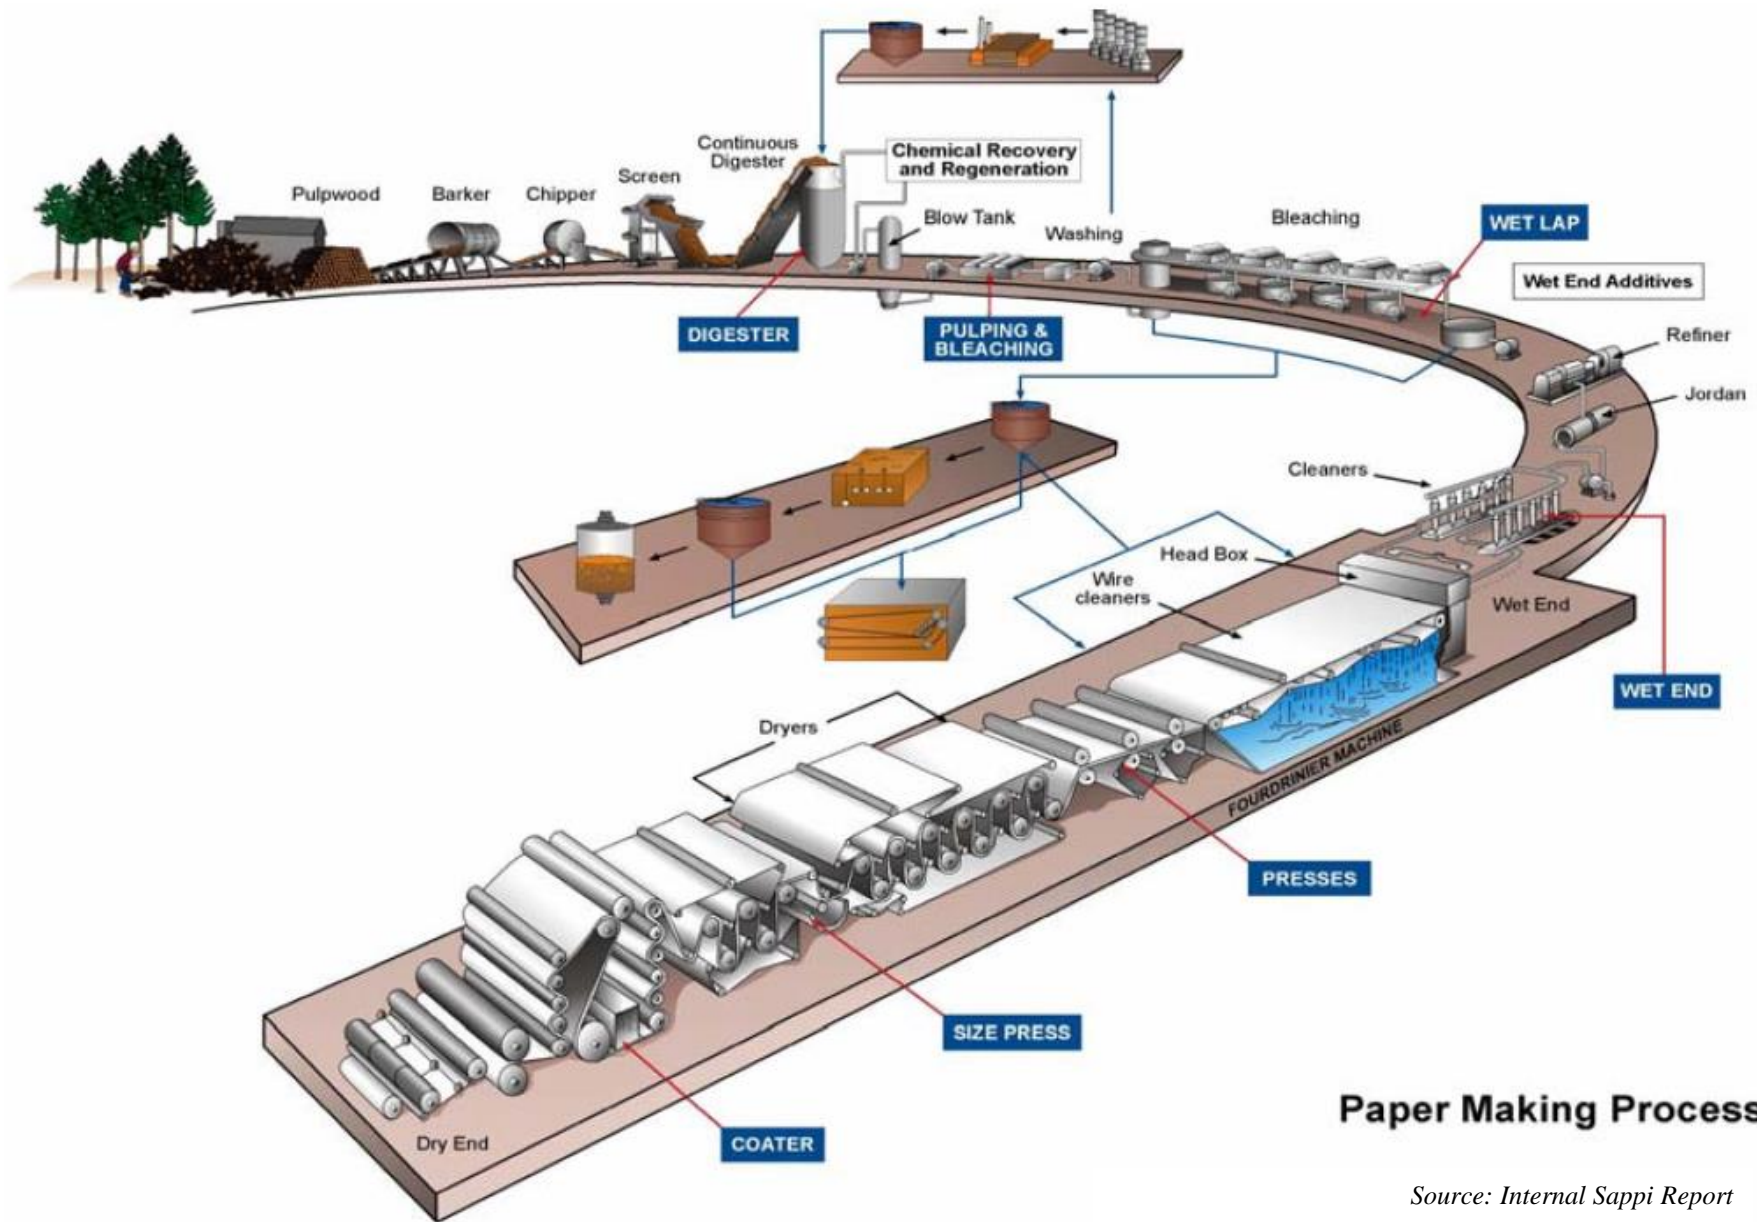 Continuous
Digester
Chemical Recovery
and Regeneration
Screen
Pulpwood
Barker
Chipper
Blow Tank
Washing
Bleaching
WET LAP
Wet End Additives
DIGESTER
PULPING &
BLEACHING
Refiner
Jordan
Cleaners
Head Box
Wire
cleaners
Wet End
WET END
Dryers
FOURDRINIER MACHINE
PRESSES
SIZE PRESS
COATER
Dry End
Paper Making Process
Source: Internal Sappi Report